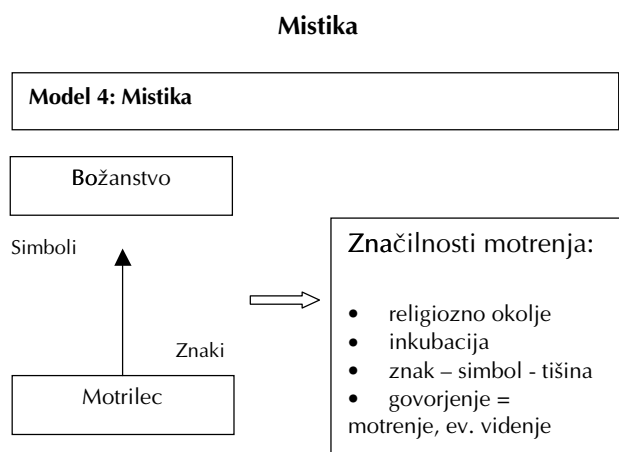 Mistika
Model 4: Mistika
Božanstvo
Simboli
Znaki
Motrilec
Značilnosti motrenja:
• religiozno okolje
• inkubacija
• znak – simbol - tišina
• govorjenje =
motrenje, ev. videnje